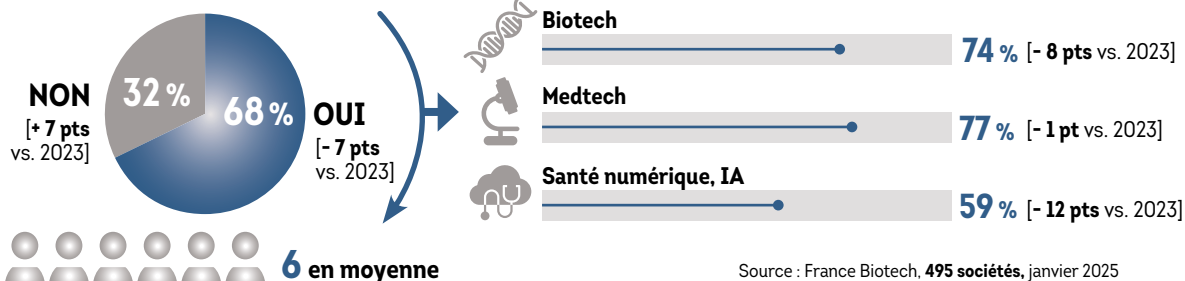 NON
[+ 7 pts
vs. 2023]
32 %
68 %
OUI
[- 7 pts
vs. 2023]
6 en moyenne
Biotech
74 % [- 8 pts vs. 2023]
Medtech
77 % [- 1 pt vs. 2023]
Santé numérique, IA
59 % [- 12 pts vs. 2023]
Source : France Biotech, 495 sociétés, janvier 2025